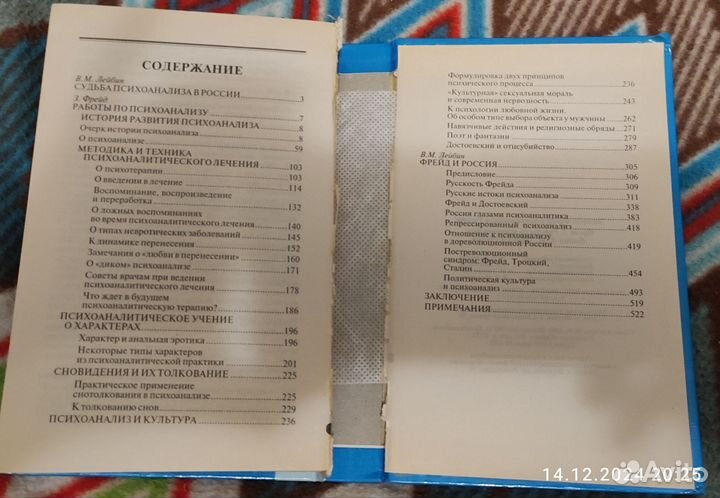 СОДЕРЖАНИЕ
В. М. Лейбин
СУДЬБА ПСИХОАНАЛИЗА В РОССИИ 3
З. Фрейд
РАБОТЫ ПО ПСИХОАНАЛИЗУ 7
ИСТОРИЯ РАЗВИТИЯ ПСИХОАНАЛИЗА 8
Очерк истории психоанализа 8
О психоанализе 59
МЕТОДИКА И ТЕХНИКА
ПСИХОАНАЛИТИЧЕСКОГО ЛЕЧЕНИЯ 103
О психотерапии 103
О введении в лечение 114
Воспоминание, воспроизведение
и переработка 132
О ложных воспоминаниях
во время психоаналитического лечения 140
О типах невротических заболеваний 145
К динамике перенесения 152
Замечания о «любви в перенесении» 160
О «диком» психоанализе 171
Советы врачам при ведении
психоаналитического лечения 178
Что ждет в будущем
психоаналитическую терапию? 186
ПСИХОАНАЛИТИЧЕСКОЕ УЧЕНИЕ
О ХАРАКТЕРАХ 196
Характер и анальная эротика 196
Некоторые типы характеров
из психоаналитической практики 201
СНОВИДЕНИЯ И ИХ ТОЛКОВАНИЕ 225
Практическое применение
снотолкования в психоанализе 225
К толкованию снов 229
ПСИХОАНАЛИЗ И КУЛЬТУРА 236
Формулировка двух принципов
психического процесса 236
«Культурная» сексуальная мораль
и современная нервозность 243
К психологии любовной жизни.
Об особом типе выбора объекта у мужчины 262
Навязчивые действия и религиозные обряды 271
Поэт и фантазии 279
Достоевский и отцеубийство 287
В. М. Лейбин
ФРЕЙД И РОССИЯ 305
Предисловие 306
Русскость Фрейда 309
Русские истоки психоанализа 311
Фрейд и Достоевский 338
Россия глазами психоаналитика 383
Репрессированный психоанализ 418
Отношение к психоанализу
в дореволюционной России 419
Постреволюционный
синдром: Фрейд, Троцкий,
Сталин 454
Политическая культура
и психоанализ 493
ЗАКЛЮЧЕНИЕ 519
ПРИМЕЧАНИЯ 522
14.12.2024 20:25
Avito